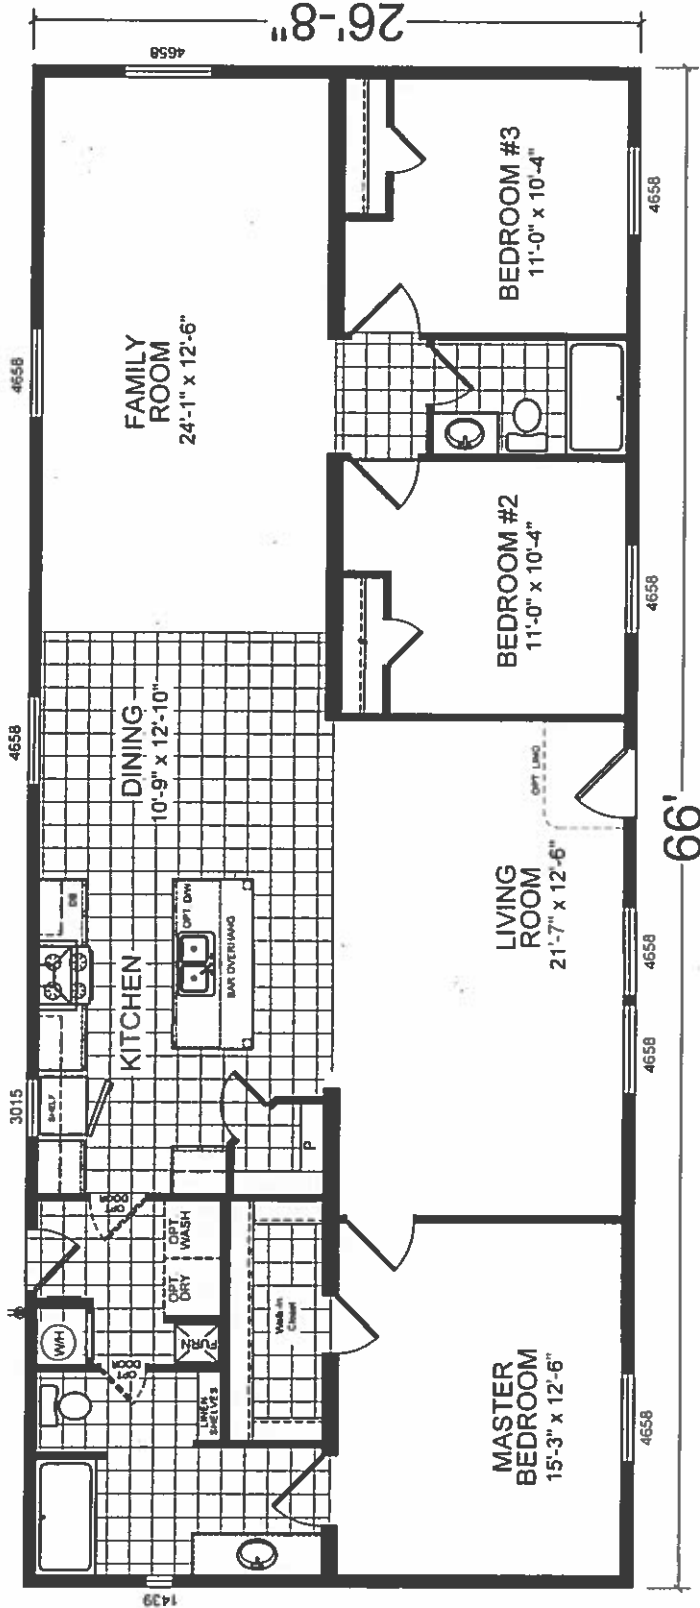 26'-8"
4658
4658
FAMILY
ROOM
24'-1" x 12'-6"
BEDROOM #3
11'-0" x 10'-4"
4658
BEDROOM #2
11'-0" x 10'-4"
4658
4658
DINING
10'-9" x 12'-10"
OPT LINO
66'
LIVING
ROOM
21'-7" x 12'-6"
4658
4658
DB
OPT D/W
BAR OVERHANG
KITCHEN
3015
SHELF
P
OPT
WASH
OPT
DRY
W/H
LINEN
SHELVES
Walk-in
Closet
MASTER
BEDROOM
15'-3" x 12'-6"
4658
1439